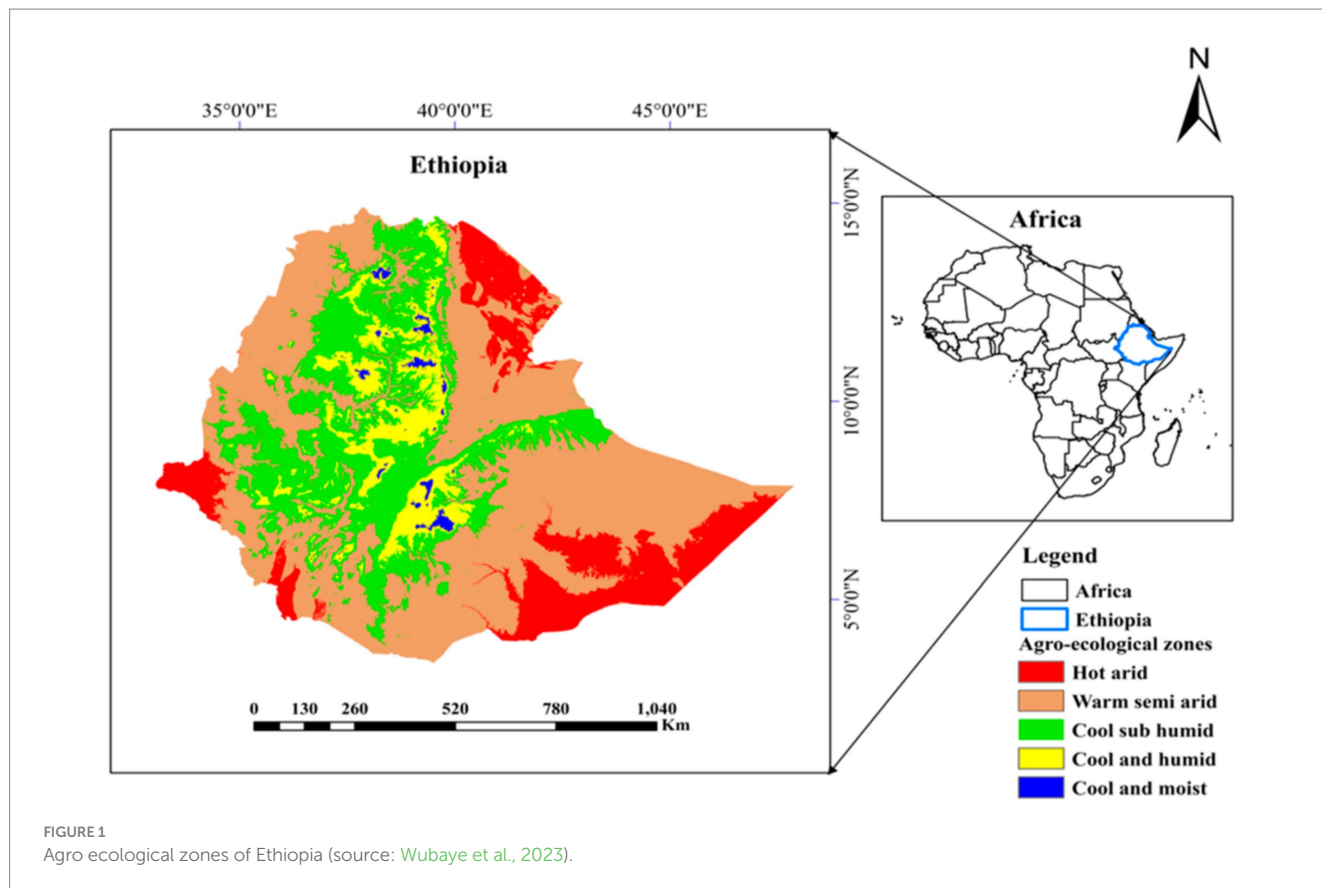 N
35°0'0"E 40°0'0"E 45°0'0"E
Ethiopia
15°0'0"N
10°0'0"N
5°0'0"N
0 130 260 520 780 1,040
Km
Africa
Legend
Africa
Ethiopia
Agro-ecological zones
Hot arid
Warm semi arid
Cool sub humid
Cool and humid
Cool and moist
FIGURE 1
Agro ecological zones of Ethiopia (source: Wubaye et al., 2023).